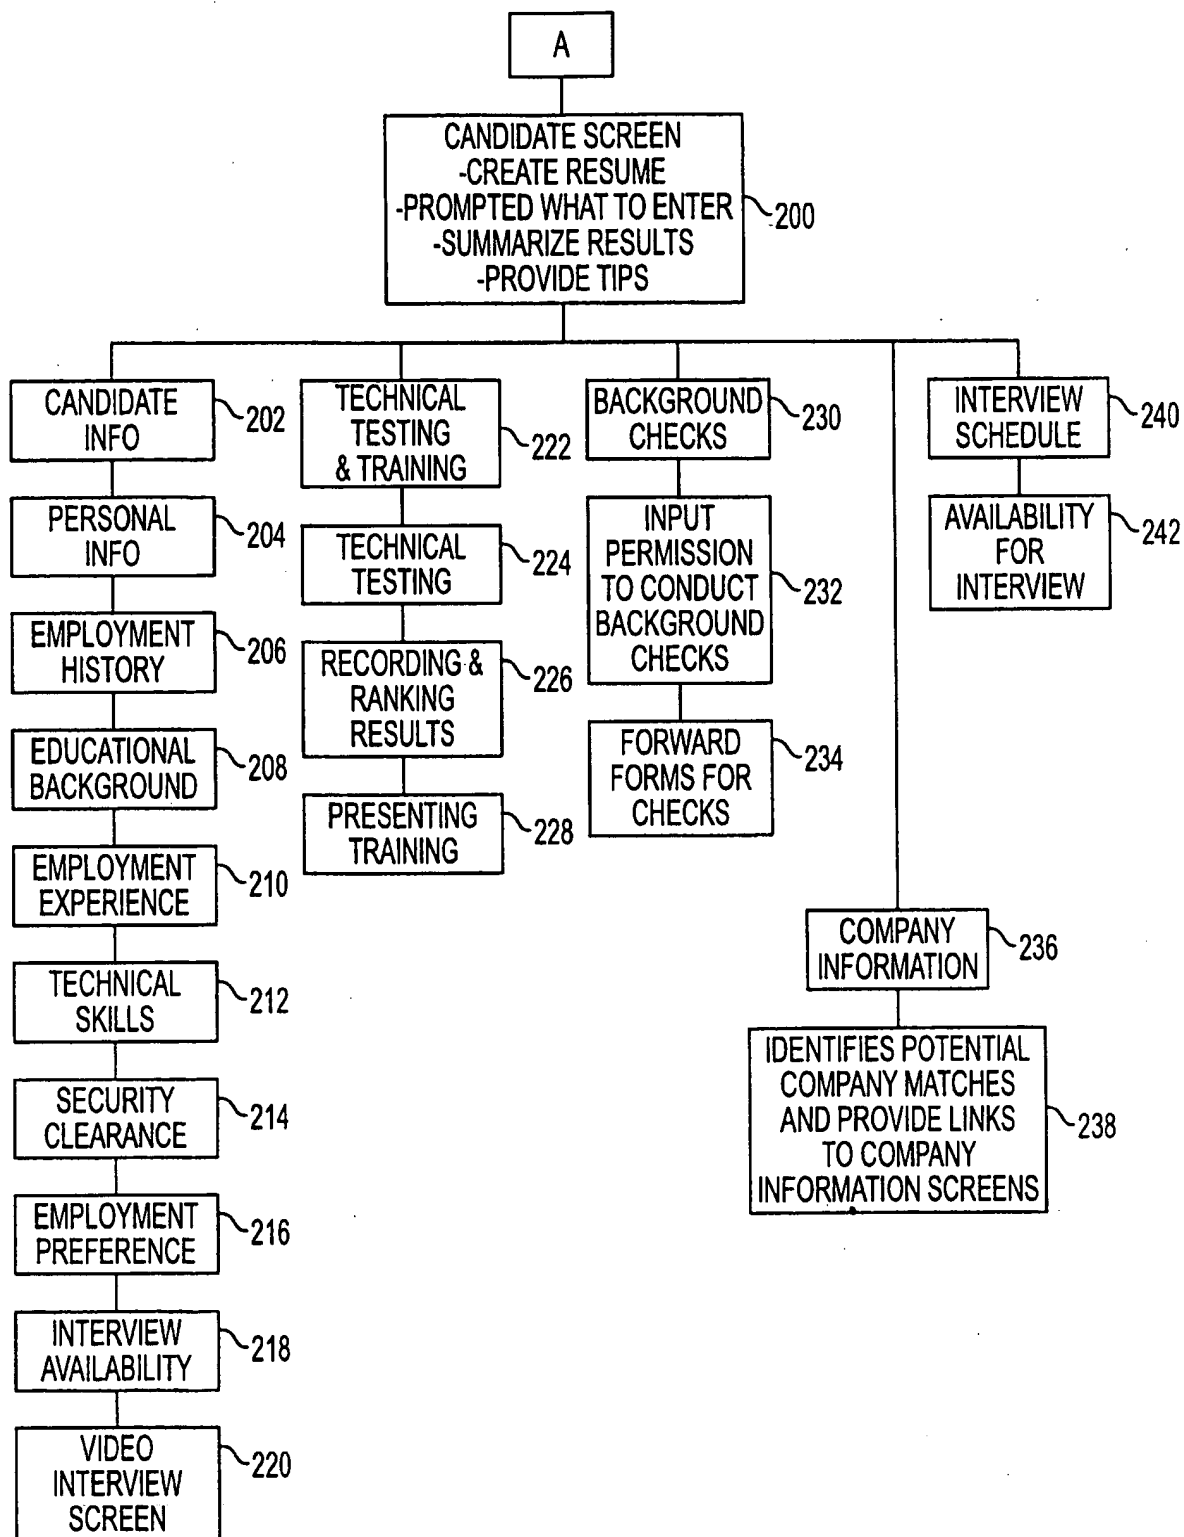 A
CANDIDATE SCREEN
-CREATE RESUME
-PROMPTED WHAT TO ENTER
-SUMMARIZE RESULTS
-PROVIDE TIPS
200
CANDIDATE
INFO
202
PERSONAL
INFO
204
EMPLOYMENT
HISTORY
206
EDUCATIONAL
BACKGROUND
208
EMPLOYMENT
EXPERIENCE
210
TECHNICAL
SKILLS
212
SECURITY
CLEARANCE
214
EMPLOYMENT
PREFERENCE
216
INTERVIEW
AVAILABILITY
218
VIDEO
INTERVIEW
SCREEN
220
TECHNICAL
TESTING
& TRAINING
222
TECHNICAL
TESTING
224
RECORDING &
RANKING
RESULTS
226
PRESENTING
TRAINING
228
BACKGROUND
CHECKS
230
INPUT
PERMISSION
TO CONDUCT
BACKGROUND
CHECKS
232
FORWARD
FORMS FOR
CHECKS
234
COMPANY
INFORMATION
236
IDENTIFIES POTENTIAL
COMPANY MATCHES
AND PROVIDE LINKS
TO COMPANY
INFORMATION SCREENS
238
INTERVIEW
SCHEDULE
240
AVAILABILITY
FOR
INTERVIEW
242